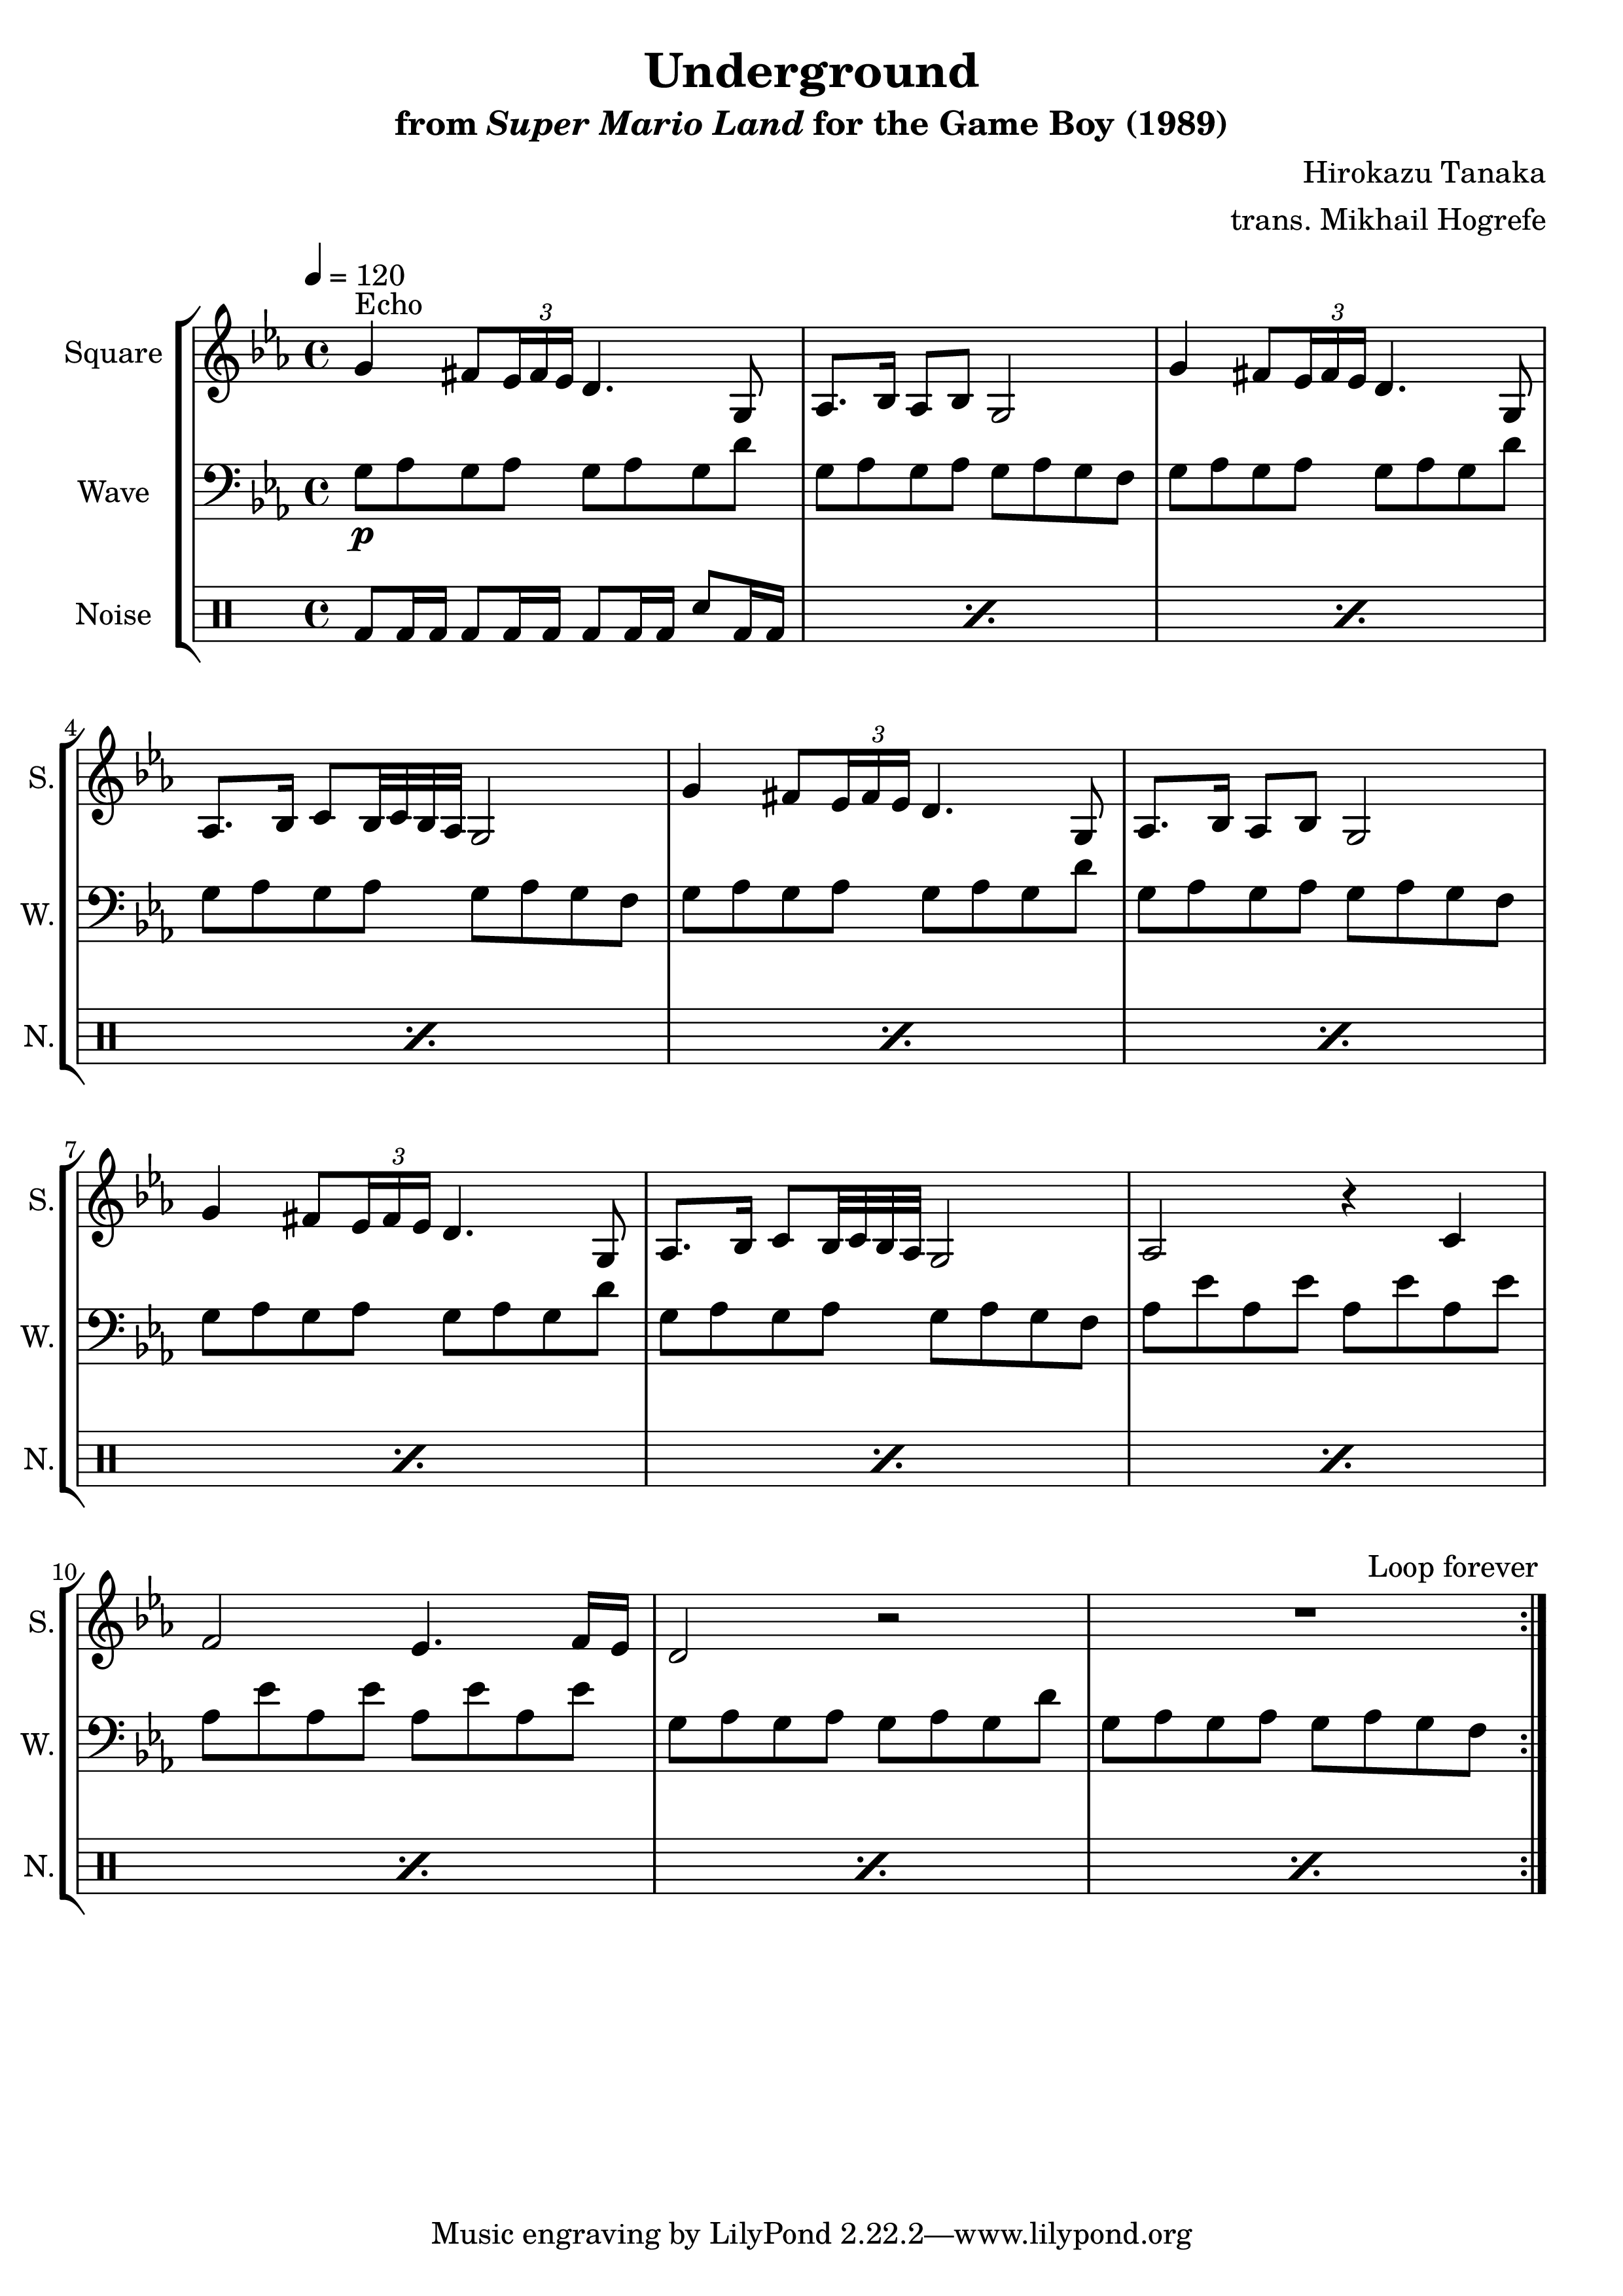 Underground
from Super Mario Land for the Game Boy (1989)
Hirokazu Tanaka
trans. Mikhail Hogrefe
= 120
Echo
3
3
Square
Wave
p
Noise
4
3
S.
W.
N.
7
3
S.
W.
N.
10
Loop forever
S.
W.
N.
Music engraving by LilyPond 2.22.2—www.lilypond.org